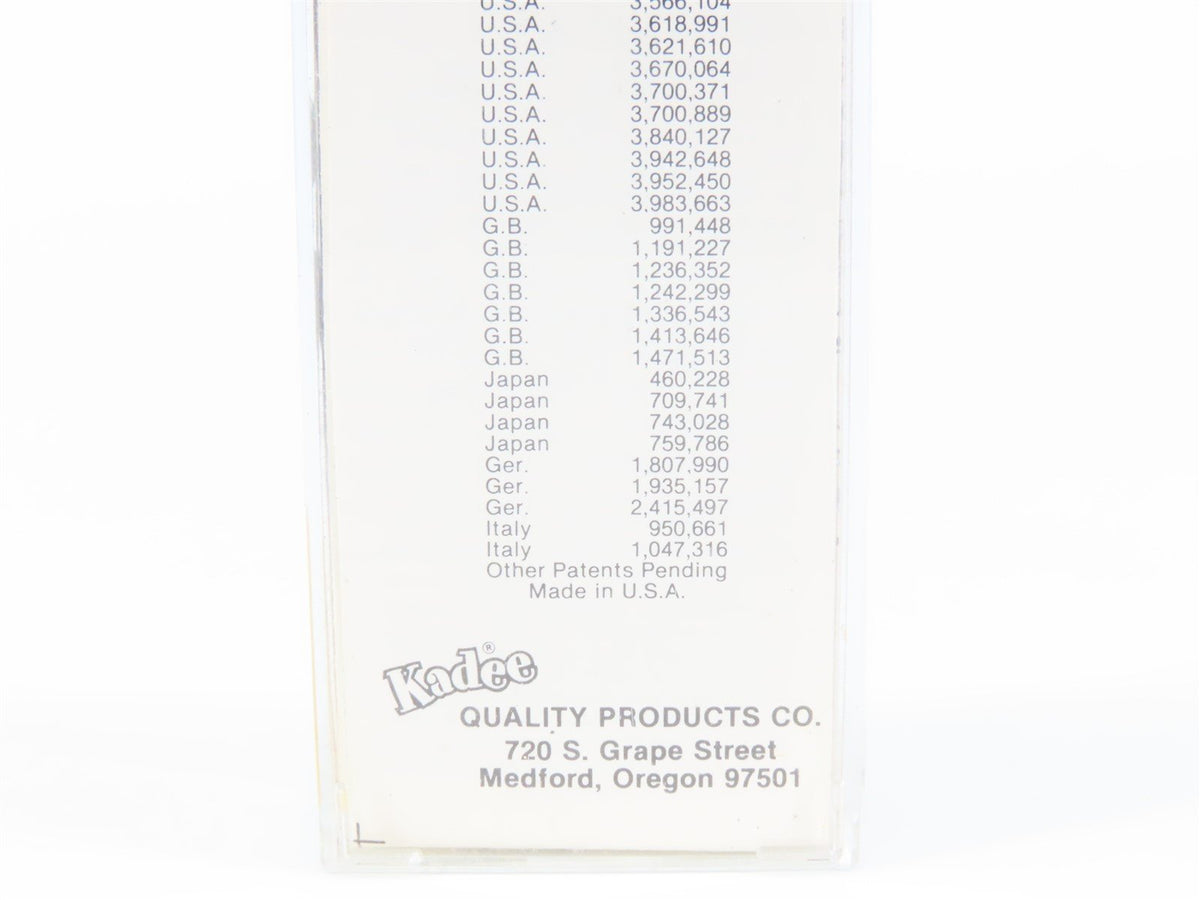 U.S.A. 3,566,104
U.S.A. 3,618,991
U.S.A. 3,621,610
U.S.A. 3,670,064
U.S.A. 3,700,371
U.S.A. 3,700,889
U.S.A. 3,840,127
U.S.A. 3,942,648
U.S.A. 3,952,450
U.S.A. 3,983,663
G.B. 991,448
G.B. 1,191,227
G.B. 1,236,352
G.B. 1,242,299
G.B. 1,336,543
G.B. 1,413,646
G.B. 1,471,513
Japan 460,228
Japan 709,741
Japan 743,028
Japan 759,786
Ger. 1,807,990
Ger. 1,935,157
Ger. 2,415,497
Italy 950,661
Italy 1,047,316
Other Patents Pending
Made in U.S.A.
Kadee®
QUALITY PRODUCTS CO.
720 S. Grape Street
Medford, Oregon 97501